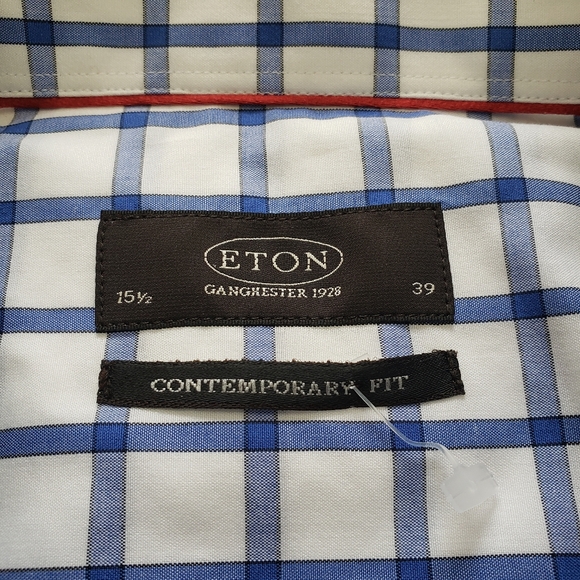 ETON
GANGHESTER 1928
15½ 39
CONTEMPORARY FIT